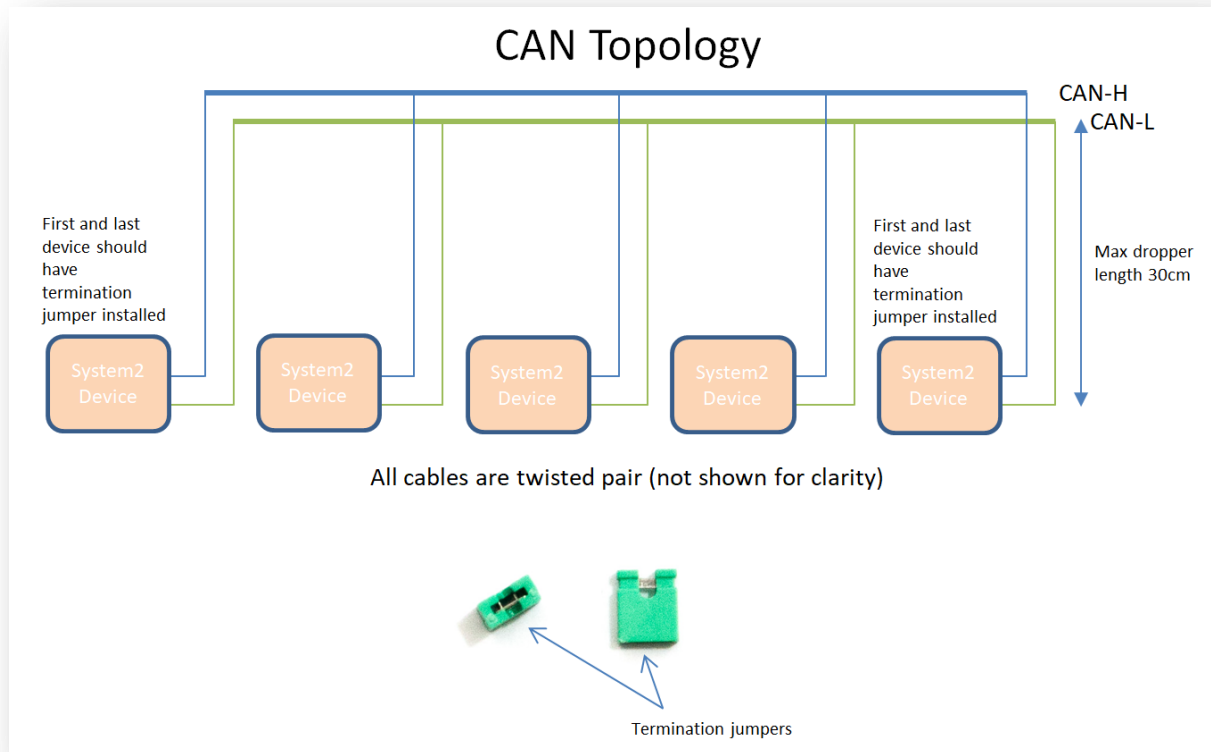 CAN Topology
CAN-H
CAN-L
First and last
device should
have
termination
jumper installed
First and last
device should
have
termination
jumper installed
Max dropper
length 30cm
System2
Device
System2
Device
System2
Device
System2
Device
System2
Device
All cables are twisted pair (not shown for clarity)
Termination jumpers